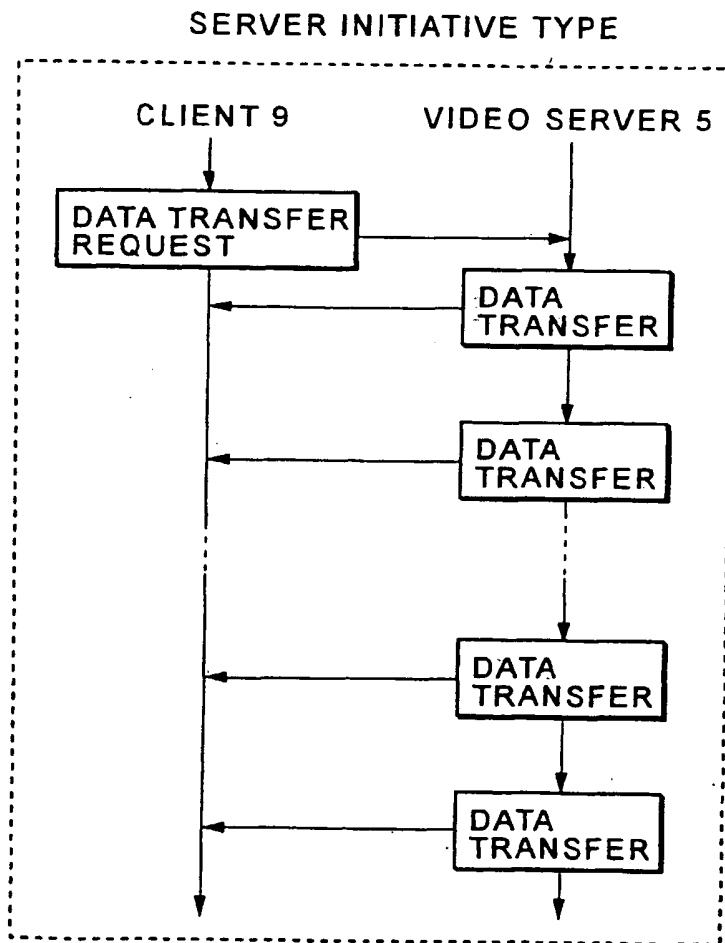 SERVER INITIATIVE TYPE
CLIENT 9
VIDEO SERVER 5
DATA TRANSFER
REQUEST
DATA
TRANSFER
DATA
TRANSFER
DATA
TRANSFER
DATA
TRANSFER